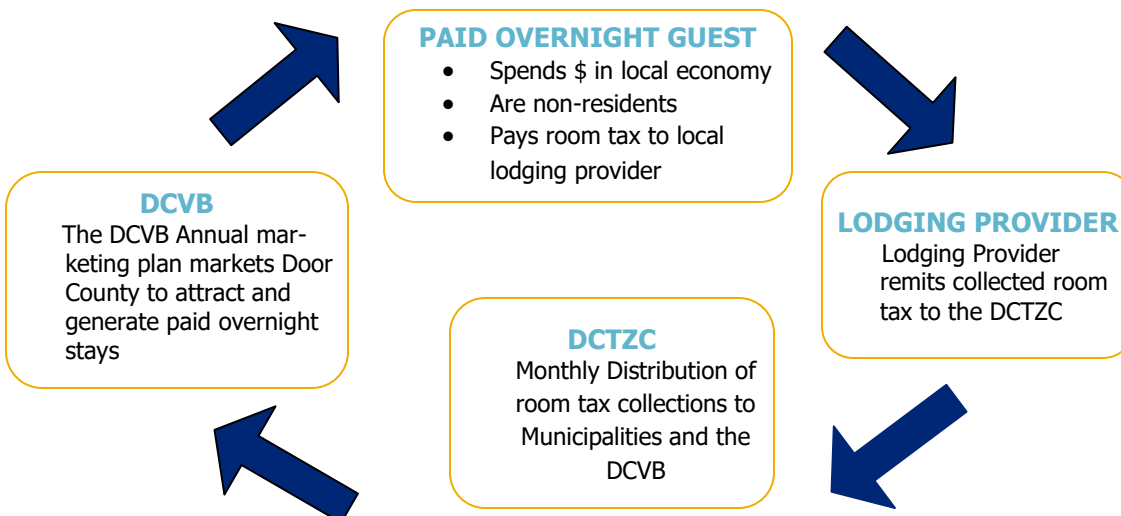 PAID OVERNIGHT GUEST
• Spends $ in local economy
• Are non-residents
• Pays room tax to local
lodging provider
LODGING PROVIDER
Lodging Provider
remits collected room
tax to the DCTZC
DCTZC
Monthly Distribution of
room tax collections to
Municipalities and the
DCVB
DCVB
The DCVB Annual mar-
keting plan markets Door
County to attract and
generate paid overnight
stays